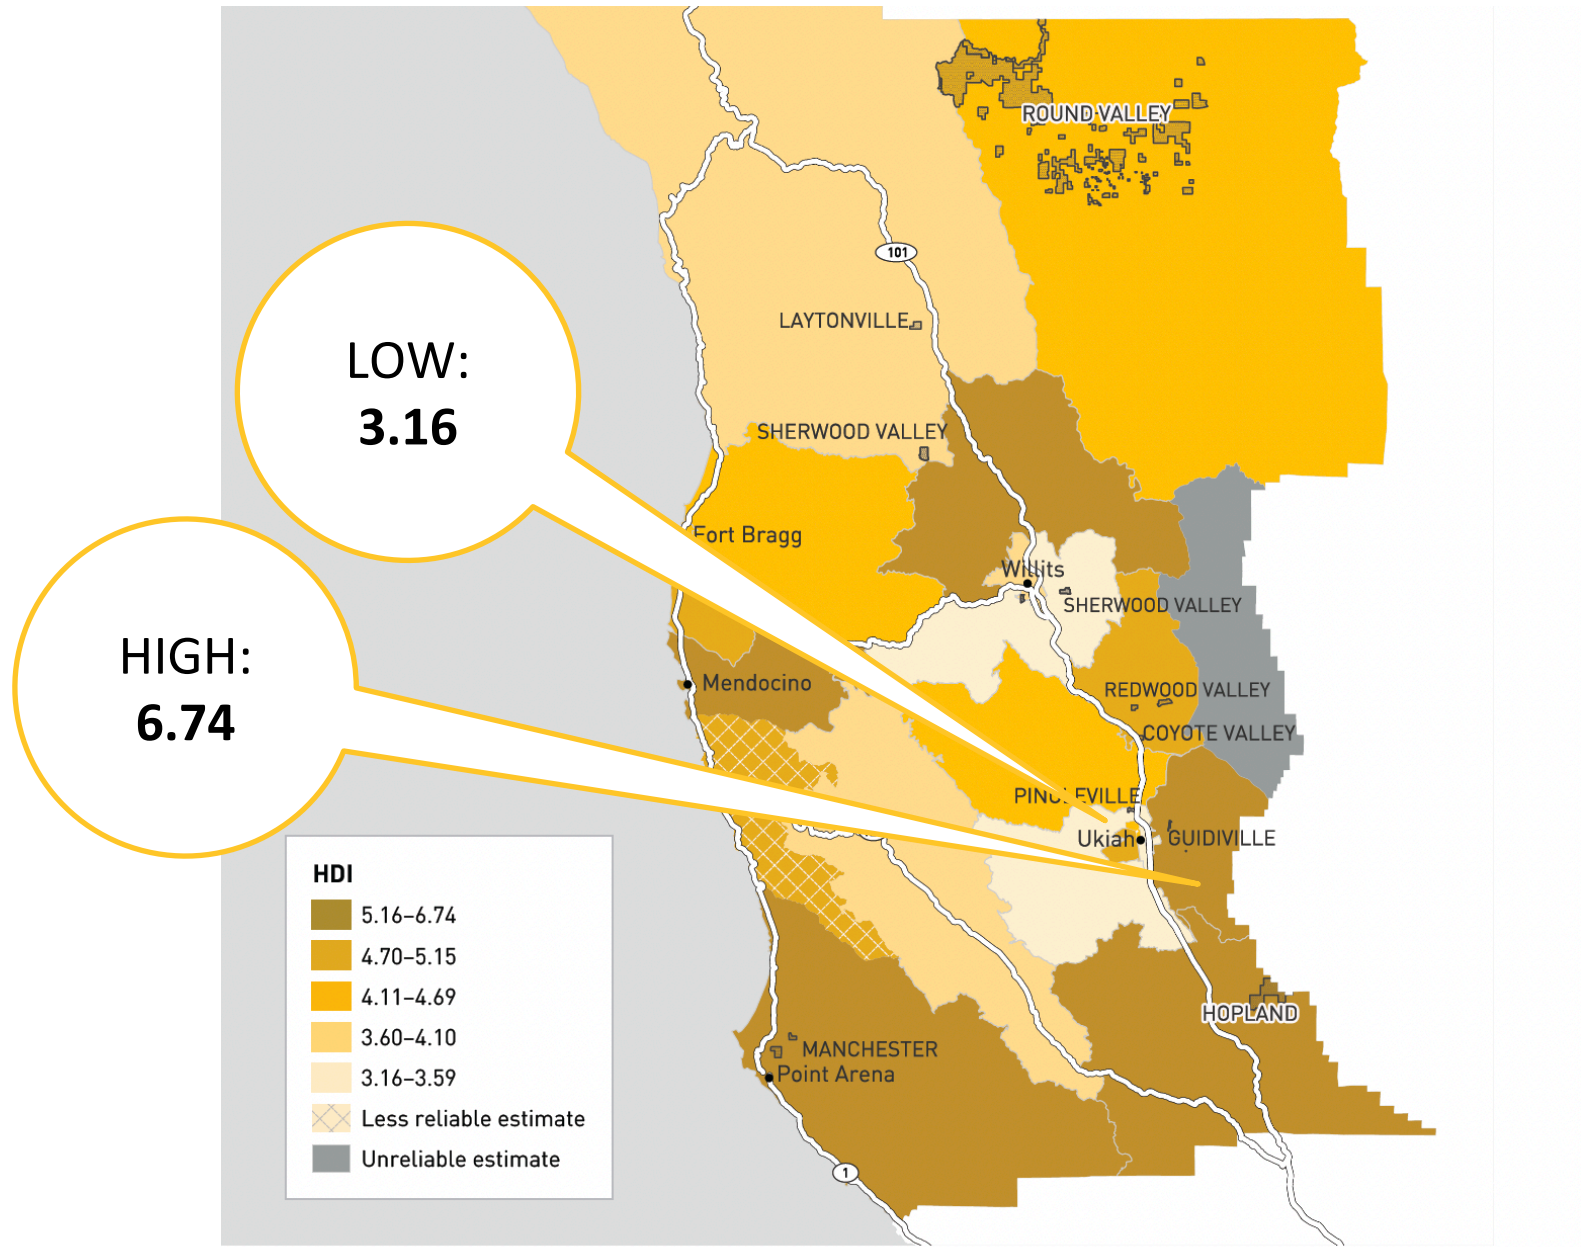 ROUND VALLEY
101
LAYTONVILLE
LOW:
3.16
SHERWOOD VALLEY
Fort Bragg
Willits
SHERWOOD VALLEY
HIGH:
6.74
Mendocino
REDWOOD VALLEY
COYOTE VALLEY
Ukiah
GUIDIVILLE
HDI
5.16–6.74
4.70–5.15
4.11–4.69
3.60–4.10
3.16–3.59
Less reliable estimate
Unreliable estimate
HOPLAND
MANCHESTER
Point Arena
1